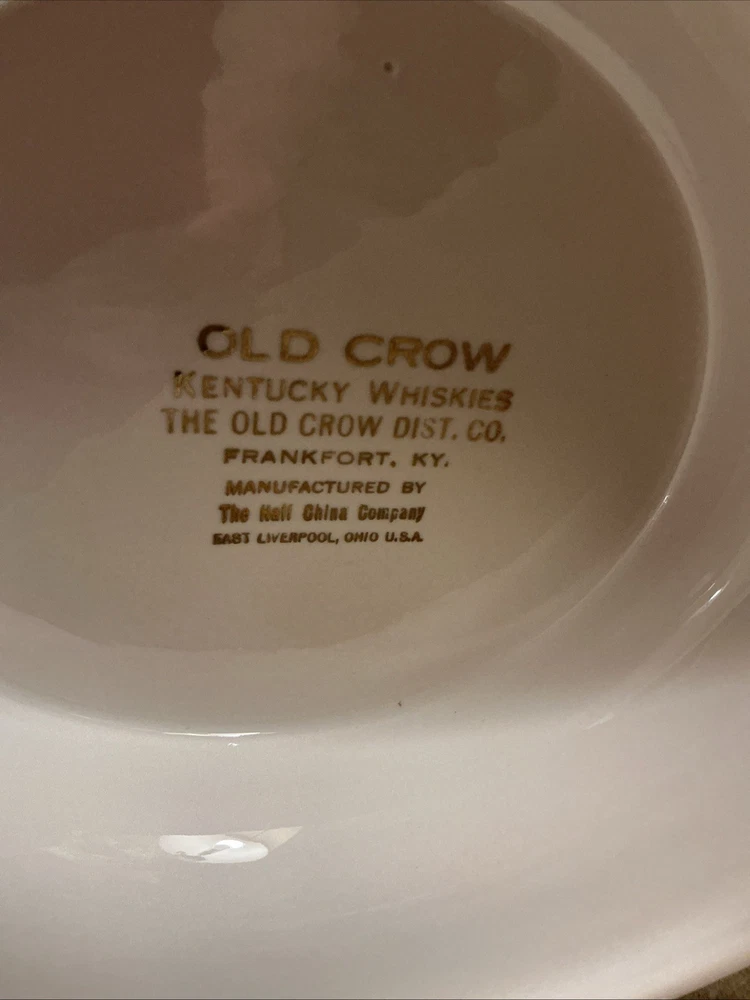 OLD CROW
KENTUCKY WHISKIES
THE OLD CROW DIST. CO.
FRANKFORT, KY.
MANUFACTURED BY
The Hall China Company
EAST LIVERPOOL, OHIO U.S.A.